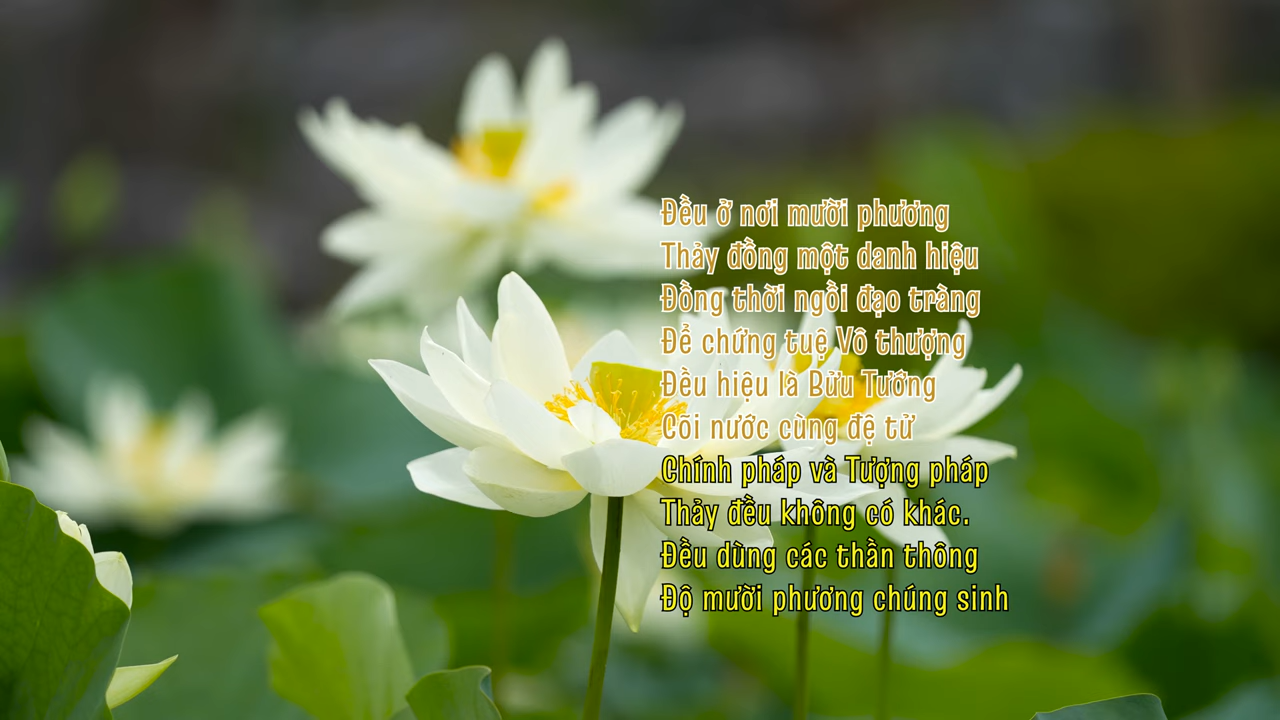 Đều ở nơi mười phương
Thảy đồng một danh hiệu
Đồng thời ngồi đạo tràng
Để chứng tuệ Vô thượng
Đều hiệu là Bửu Tướng
Cõi nước cùng đệ tử
Chính pháp và Tượng pháp
Thảy đều không có khác.
Đều dùng các thần thông
Độ mười phương chúng sinh